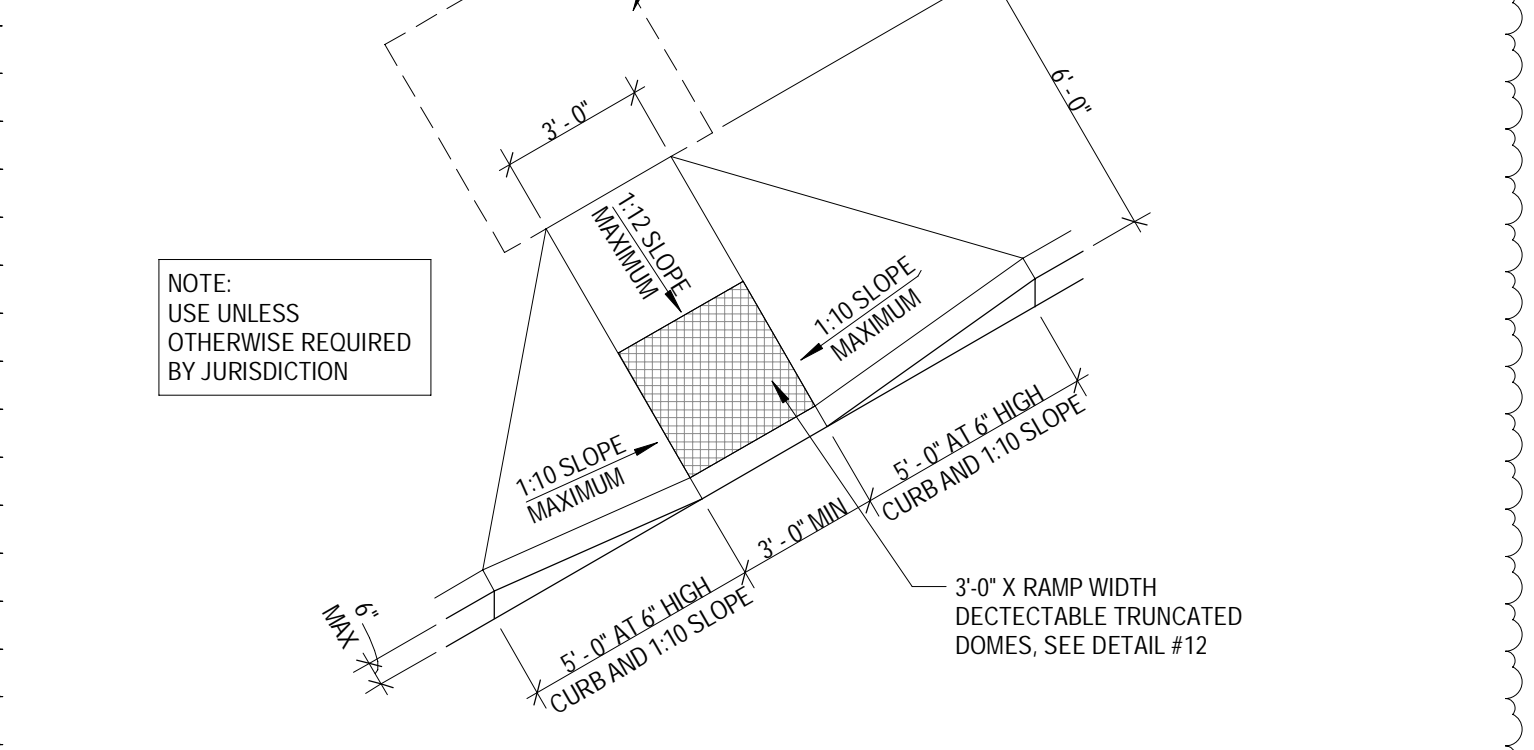 6' - 0"
3' - 0"
1:12 SLOPE
MAXIMUM
NOTE:
USE UNLESS
OTHERWISE REQUIRED
BY JURISDICTION
1:10 SLOPE
MAXIMUM
1:10 SLOPE
MAXIMUM
5' - 0" AT 6" HIGH
CURB AND 1:10 SLOPE
3' - 0" MIN
5' - 0" AT 6" HIGH
CURB AND 1:10 SLOPE
6"
MAX
3'-0" X RAMP WIDTH
DECTECTABLE TRUNCATED
DOMES, SEE DETAIL #12